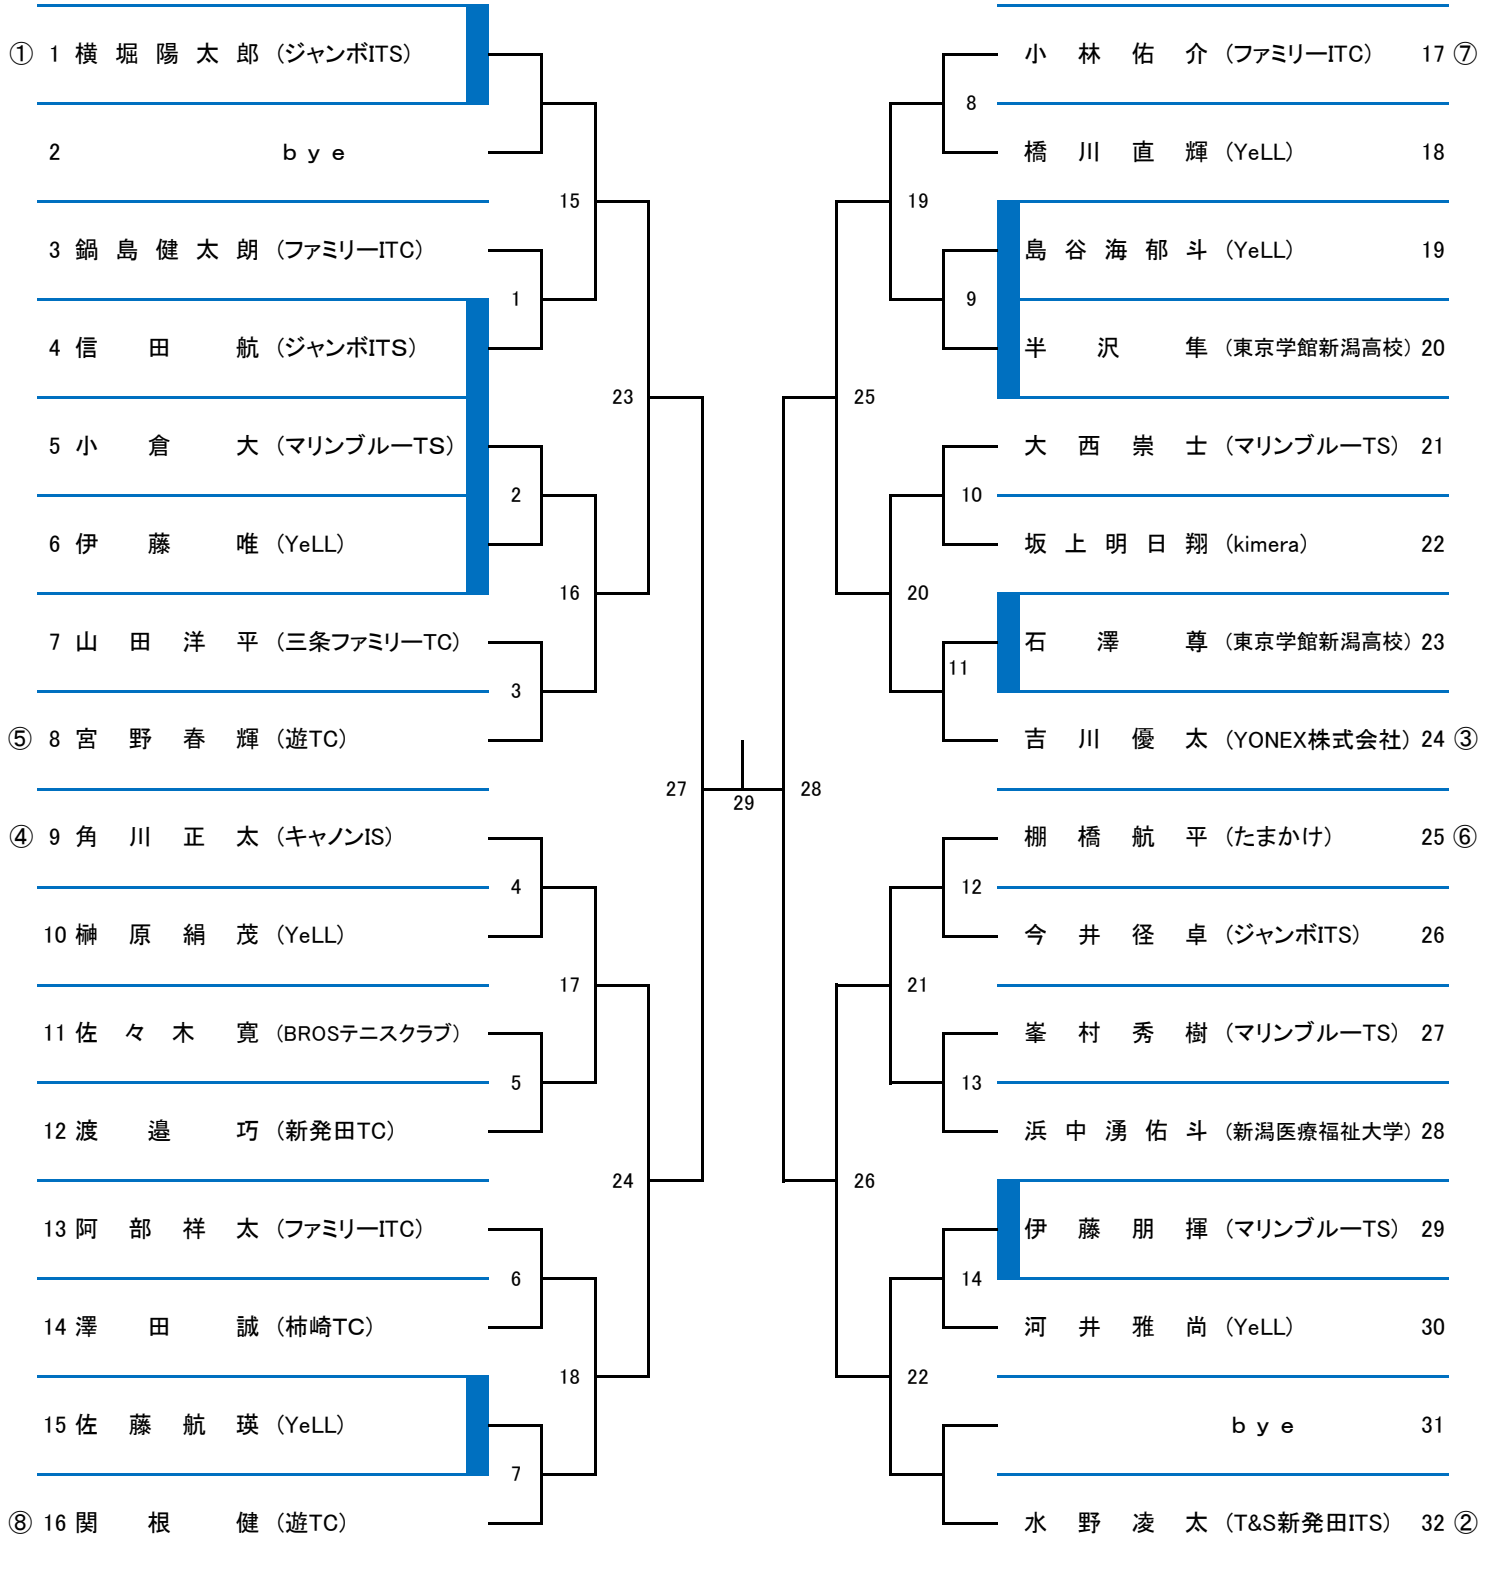 ① 1 横堀陽太郎 (ジャンボITS)
2 bye
3 鍋島健太朗 (ファミリーITC)
4 信田航 (ジャンボITS)
5 小倉大 (マリンブルーTS)
6 伊藤唯 (YeLL)
7 山田洋平 (三条ファミリーTC)
⑤ 8 宮野春輝 (遊TC)
④ 9 角川正太 (キャノンIS)
10 榊原絹茂 (YeLL)
11 佐々木寛 (BROSテニスクラブ)
12 渡邉巧 (新発田TC)
13 阿部祥太 (ファミリーITC)
14 澤田誠 (柿崎TC)
15 佐藤航瑛 (YeLL)
⑧ 16 関根健 (遊TC)
1
2
3
4
5
6
7
15
16
17
18
23
24
27
29
28
25
26
19
20
21
22
8
9
10
11
12
13
14
小林佑介 (ファミリーITC) 17 ⑦
橋川直輝 (YeLL) 18
島谷海郁斗 (YeLL) 19
半沢隼 (東京学館新潟高校) 20
大西崇士 (マリンブルーTS) 21
坂上明日翔 (kimera) 22
石澤尊 (東京学館新潟高校) 23
吉川優太 (YONEX株式会社) 24 ③
棚橋航平 (たまかけ) 25 ⑥
今井径卓 (ジャンボITS) 26
峯村秀樹 (マリンブルーTS) 27
浜中湧佑斗 (新潟医療福祉大学) 28
伊藤朋揮 (マリンブルーTS) 29
河井雅尚 (YeLL) 30
bye 31
水野凌太 (T&S新発田ITS) 32 ②